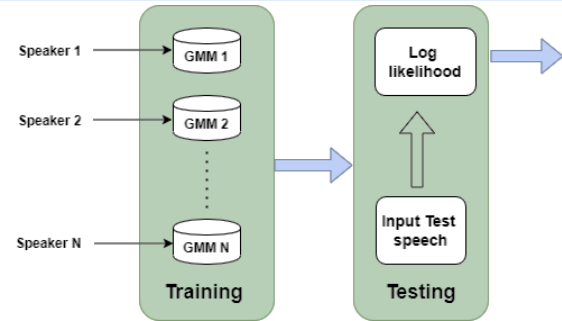 Speaker 1
GMM 1
Speaker 2
GMM 2
Speaker N
GMM N
Training
Log
likelihood
Input Test
speech
Testing